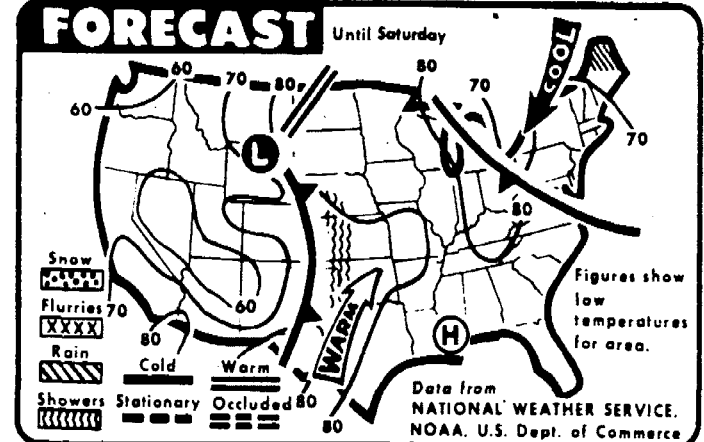 FORECAST Until Saturday
60 70 80 80 70
60
COOL
70
L
80
Snow
Flurries 70
60
80
Rain
Cold Warm
Showers Stationary Occluded 80
80
WARM
H
Figures show
low
temperatures
for area.
Data from
NATIONAL WEATHER SERVICE,
NOAA, U.S. Dept. of Commerce